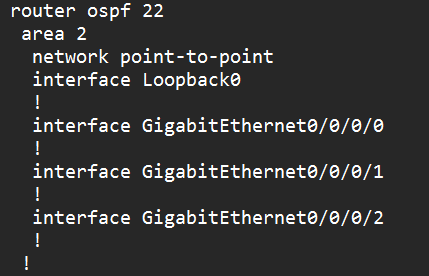 router ospf 22
area 2
network point-to-point
interface Loopback0
!
interface GigabitEthernet0/0/0/0
!
interface GigabitEthernet0/0/0/1
!
interface GigabitEthernet0/0/0/2
!
!